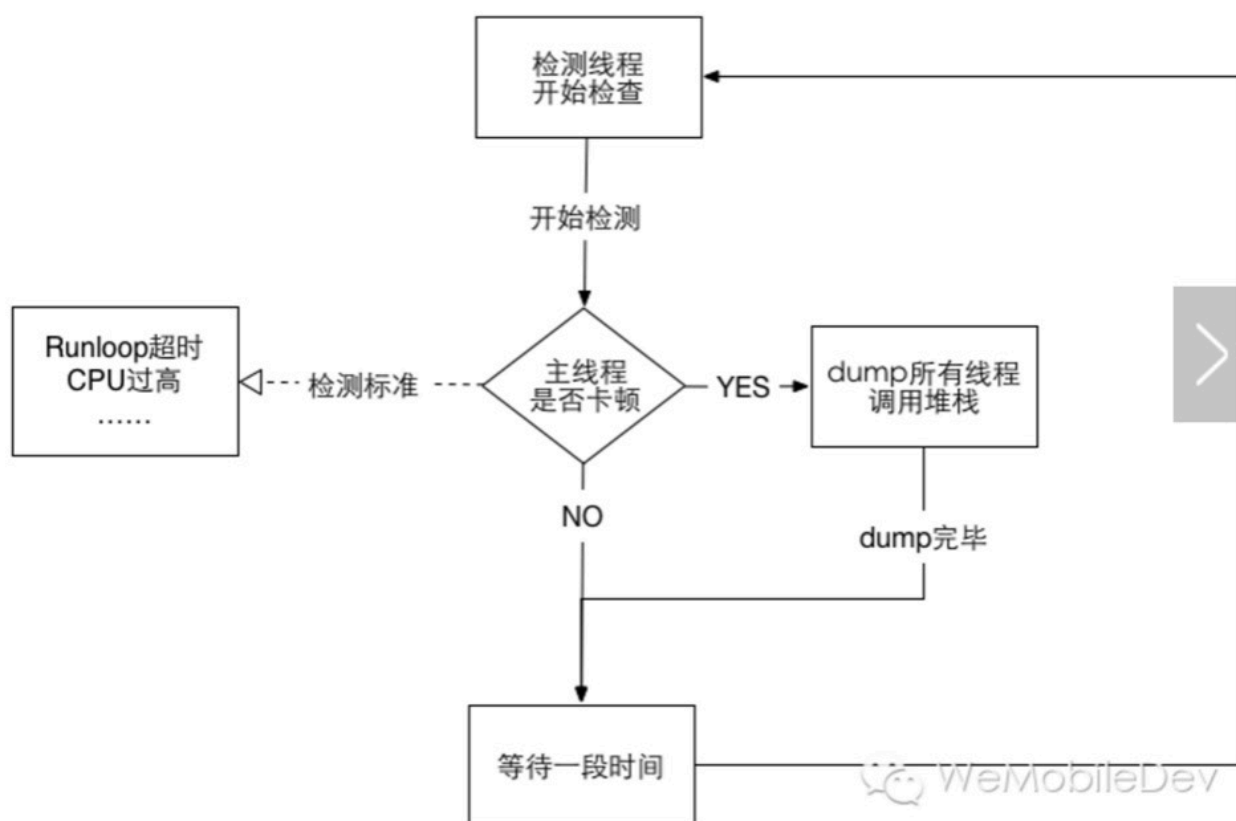 检测线程
开始检查
开始检测
Runloop超时
CPU过高
……
检测标准
主线程
是否卡顿
YES
dump所有线程
调用堆栈
NO
dump完毕
等待一段时间
WeMobileDev